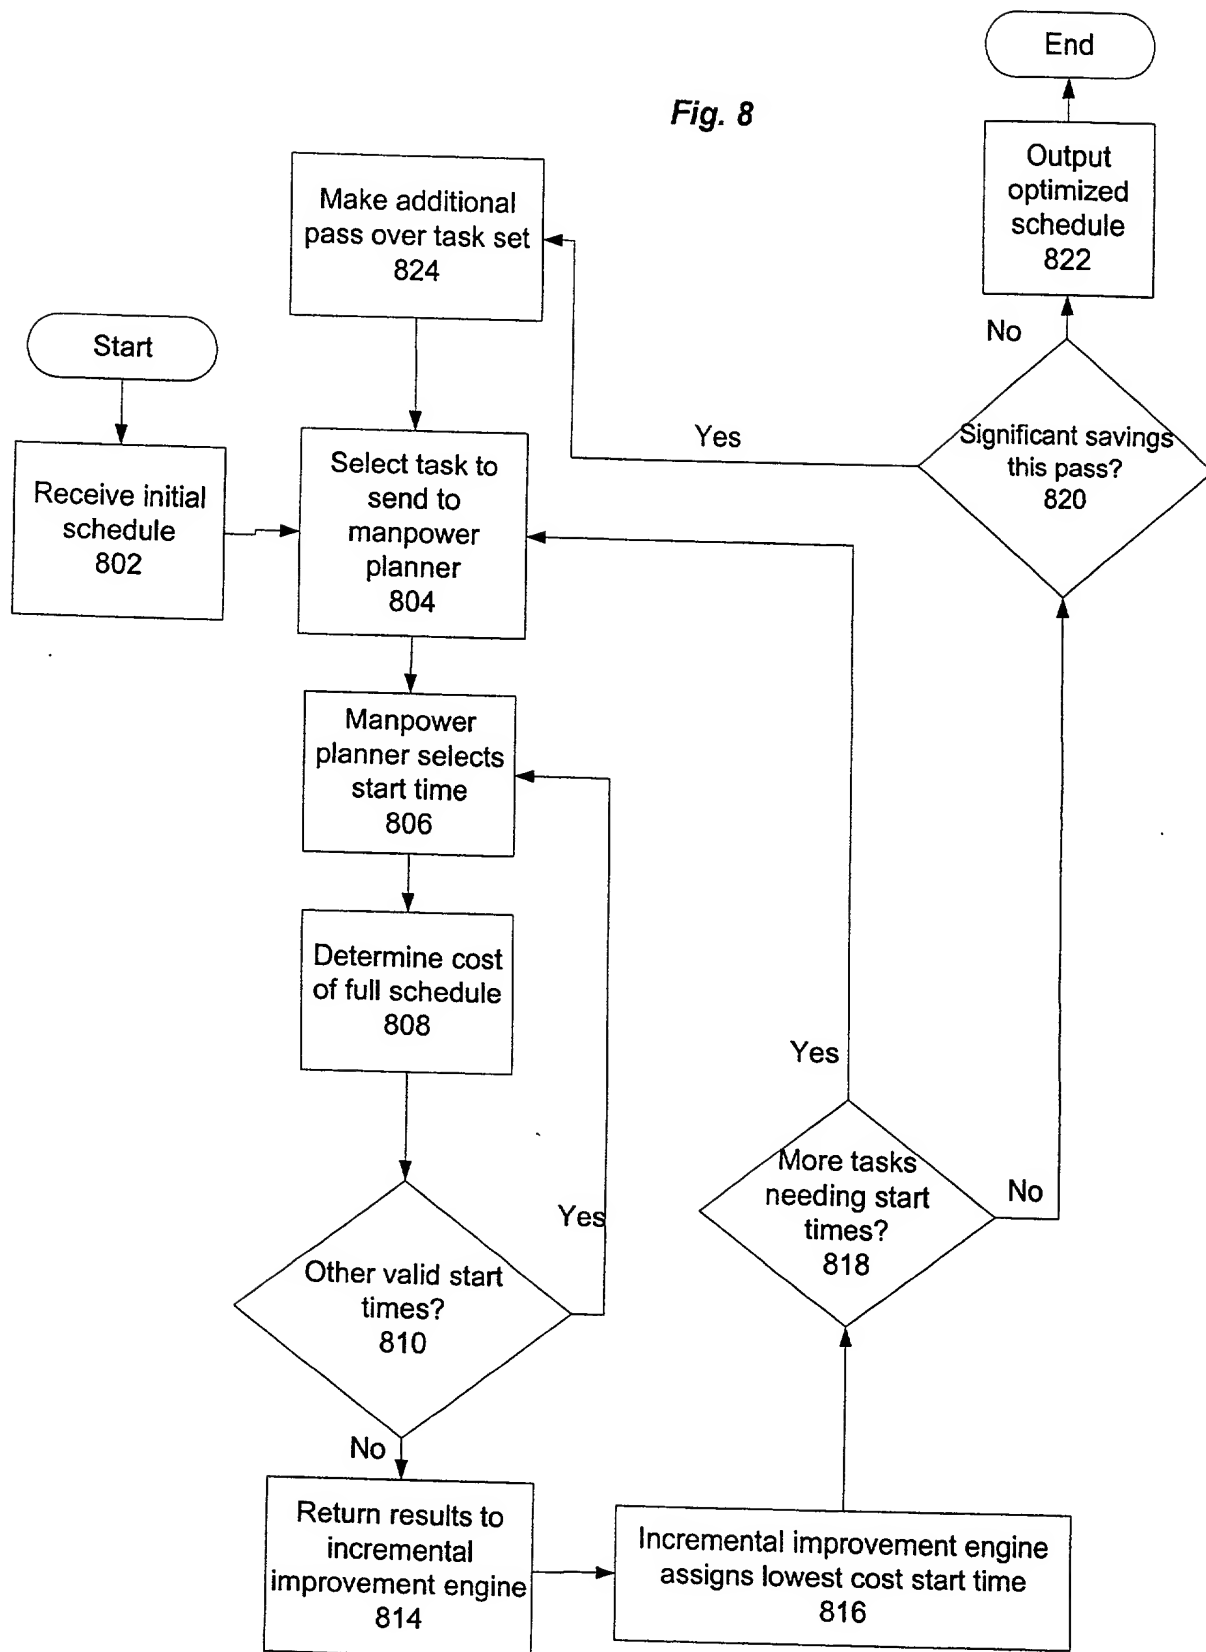 End
Fig. 8
Output
optimized
schedule
822
Make additional
pass over task set
824
No
Start
Significant savings
this pass?
820
Yes
Select task to
send to
manpower
planner
804
Receive initial
schedule
802
Manpower
planner selects
start time
806
Determine cost
of full schedule
808
Yes
More tasks
needing start
times?
818
No
Yes
Other valid start
times?
810
No
Return results to
incremental
improvement engine
814
Incremental improvement engine
assigns lowest cost start time
816